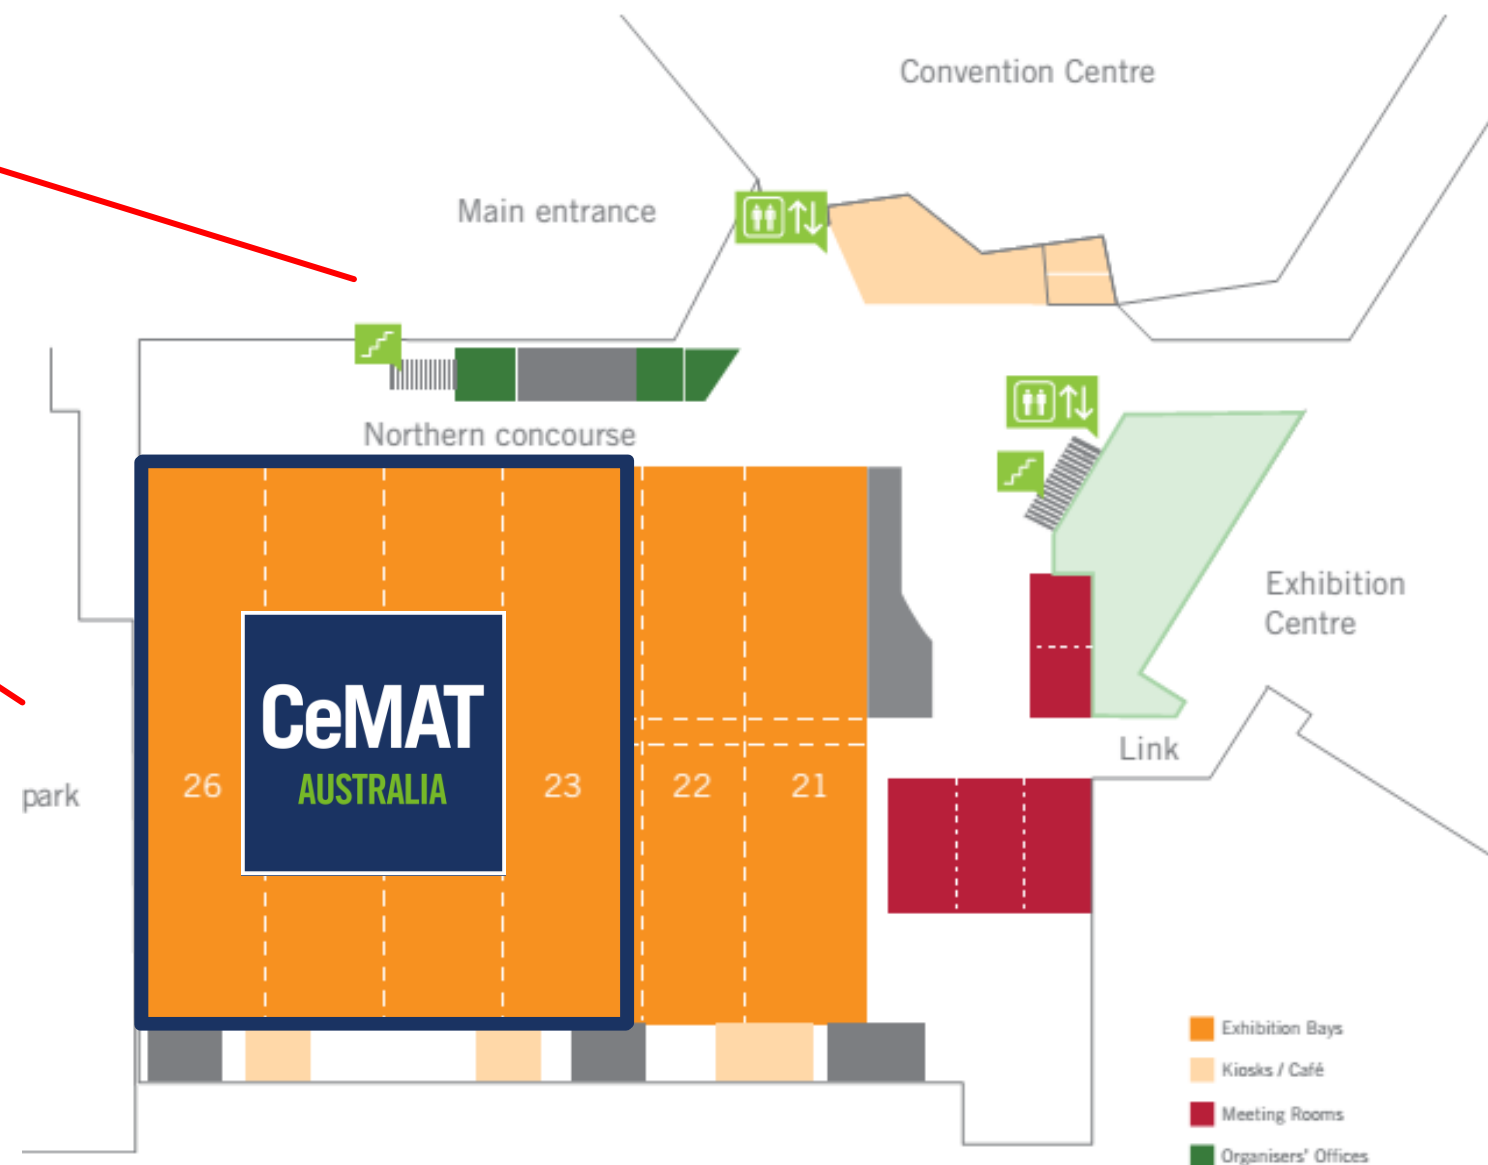 Convention Centre
Main entrance
Northern concourse
Exhibition
Centre
CeMAT
AUSTRALIA
Link
26
23
22
21
park
Exhibition Bays
Kiosks / Café
Meeting Rooms
Organisers' Offices